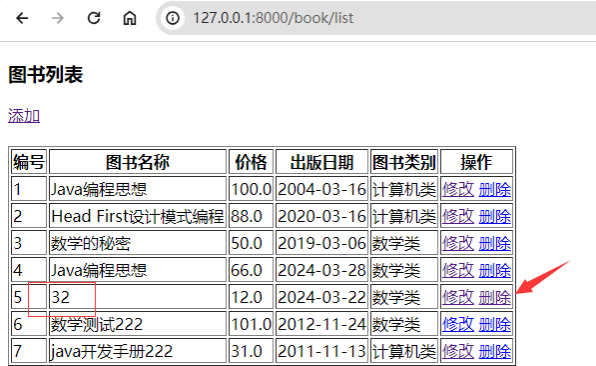 127.0.0.1:8000/book/list
图书列表
添加
编号 图书名称 价格 出版日期 图书类别 操作
1 Java编程思想 100.0 2004-03-16 计算机类 修改 删除
2 Head First设计模式编程 88.0 2020-03-16 计算机类 修改 删除
3 数学的秘密 50.0 2019-03-06 数学类 修改 删除
4 Java编程思想 66.0 2024-03-28 数学类 修改 删除
5 32 12.0 2024-03-22 数学类 修改 删除
6 数学测试222 101.0 2012-11-24 数学类 修改 删除
7 java开发手册222 31.0 2011-11-13 计算机类 修改 删除